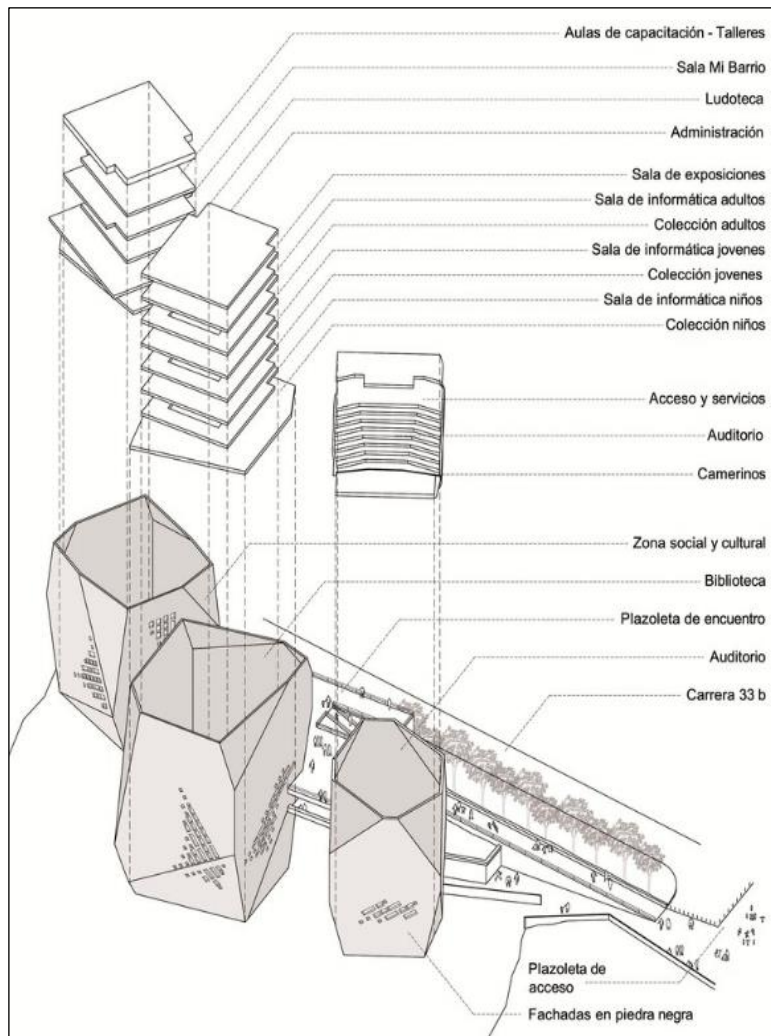 Aulas de capacitación - Talleres
Sala Mi Barrio
Ludoteca
Administración
Sala de exposiciones
Sala de informática adultos
Colección adultos
Sala de informática jovenes
Colección jovenes
Sala de informática niños
Colección niños
Acceso y servicios
Auditorio
Camerinos
Zona social y cultural
Biblioteca
Plazoleta de encuentro
Auditorio
Carrera 33 b
Plazoleta de
acceso
Fachadas en piedra negra